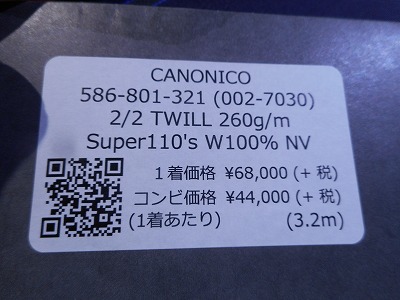 CANONICO
586-801-321 (002-7030)
2/2 TWILL 260g/m
Super110's W100% NV
1着価格 ¥68,000 (+ 税)
コンビ価格 ¥44,000 (+ 税)
(1着あたり) (3.2m)